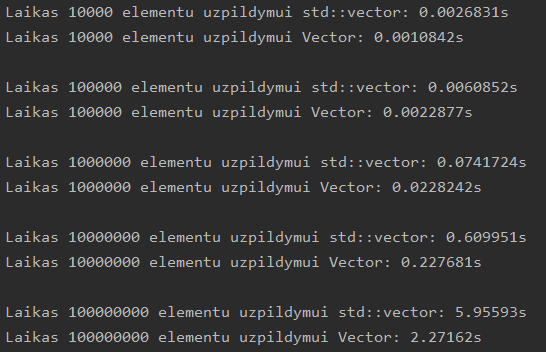 Laikas 10000 elementu uzpildymui std::vector: 0.0026831s
Laikas 10000 elementu uzpildymui Vector: 0.0010842s
Laikas 100000 elementu uzpildymui std::vector: 0.0060852s
Laikas 100000 elementu uzpildymui Vector: 0.0022877s
Laikas 1000000 elementu uzpildymui std::vector: 0.0741724s
Laikas 1000000 elementu uzpildymui Vector: 0.0228242s
Laikas 10000000 elementu uzpildymui std::vector: 0.609951s
Laikas 10000000 elementu uzpildymui Vector: 0.227681s
Laikas 100000000 elementu uzpildymui std::vector: 5.95593s
Laikas 100000000 elementu uzpildymui Vector: 2.27162s